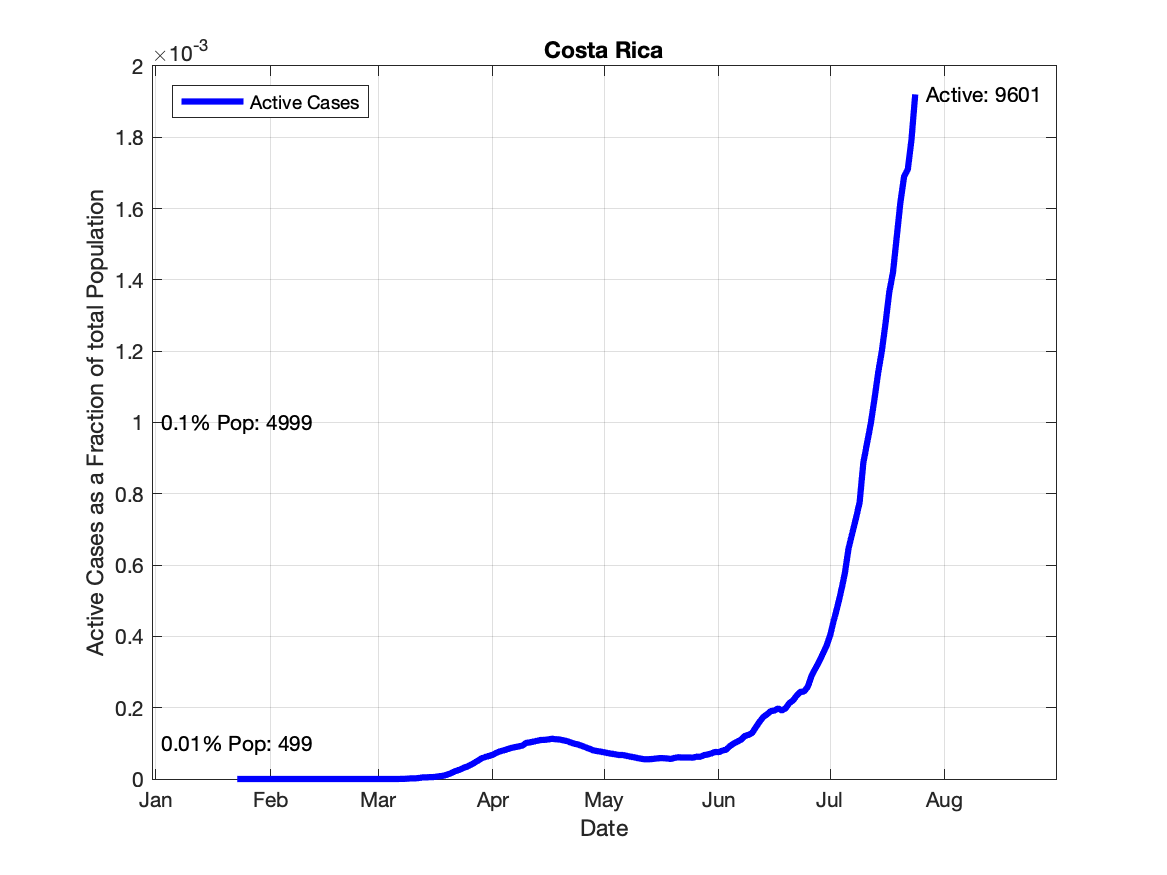 Costa Rica
×10-3
2
1.8
1.6
1.4
1.2
1
0.8
0.6
0.4
0.2
0
Active Cases as a Fraction of total Population
Active Cases
Active: 9601
0.1% Pop: 4999
0.01% Pop: 499
Jan Feb Mar Apr May Jun Jul Aug
Date